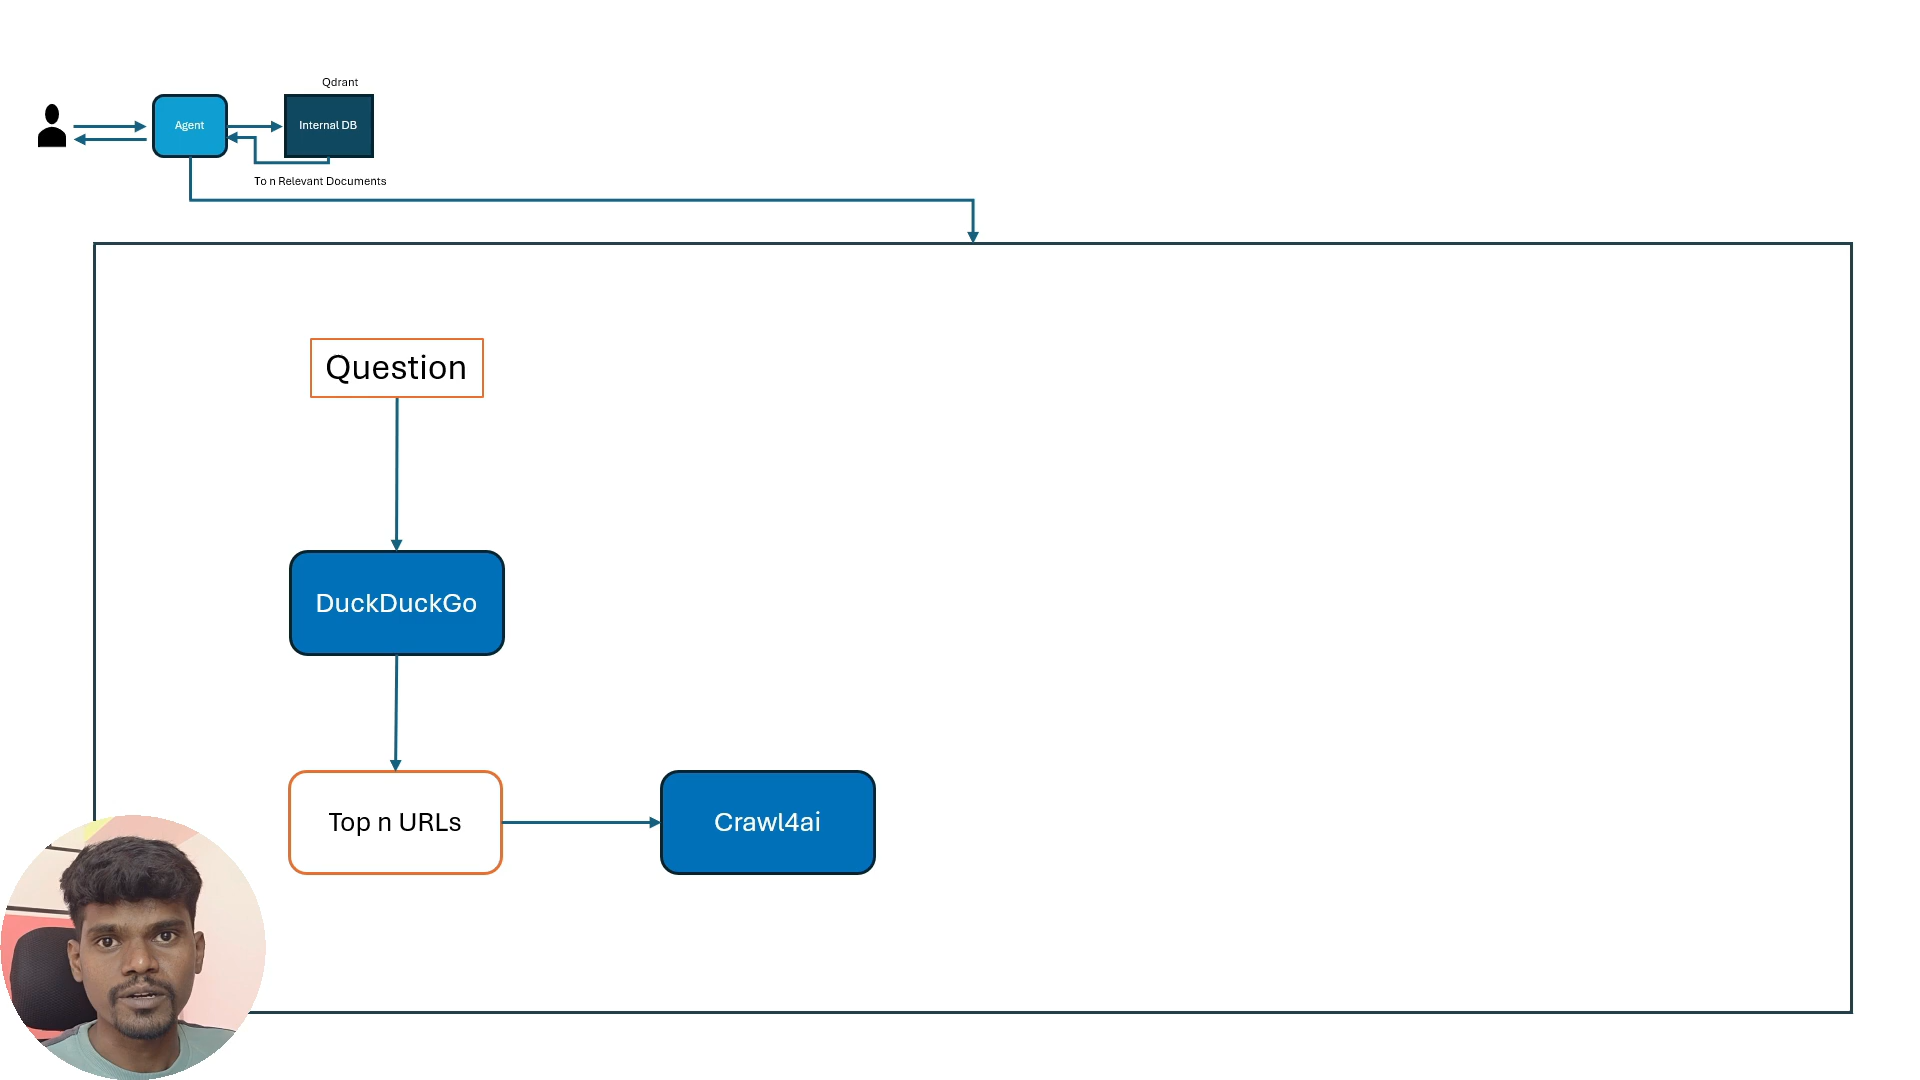 Qdrant
Agent
Internal DB
To n Relevant Documents
Question
DuckDuckGo
Top n URLs
Crawl4ai